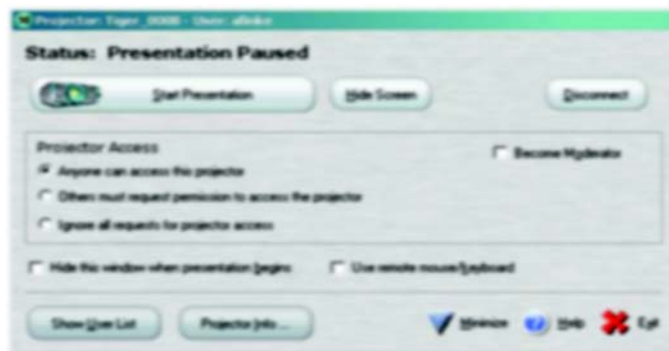 Projector: Tiger_0008 - User: alinke
Status: Presentation Paused
Start Presentation Hide Screen Disconnect
Projector Access Become Moderator
Anyone can access this projector
Others must request permission to access the projector
Ignore all requests for projector access
Hide this window when presentation begins Use remote mouse/keyboard
Show User List Projector Info ... Minimize Help Exit